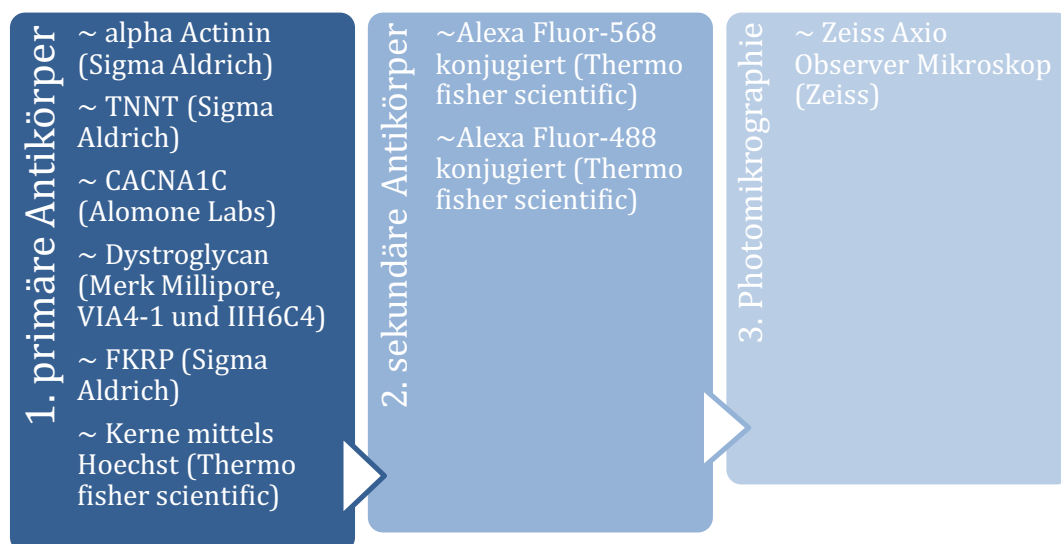 1. primäre Antikörper
~ alpha Actinin
(Sigma Aldrich)
~ TNNT (Sigma
Aldrich)
~ CACNA1C
(Alomone Labs)
~ Dystroglycan
(Merk Millipore,
VIA4-1 und IIH6C4)
~ FKRP (Sigma
Aldrich)
~ Kerne mittels
Hoechst (Thermo
fisher scientific)
2. sekundäre Antikörper
~Alexa Fluor-568
konjugiert (Thermo
fisher scientific)
~Alexa Fluor-488
konjugiert (Thermo
fisher scientific)
3. Photomikrographie
~ Zeiss Axio
Observer Mikroskop
(Zeiss)